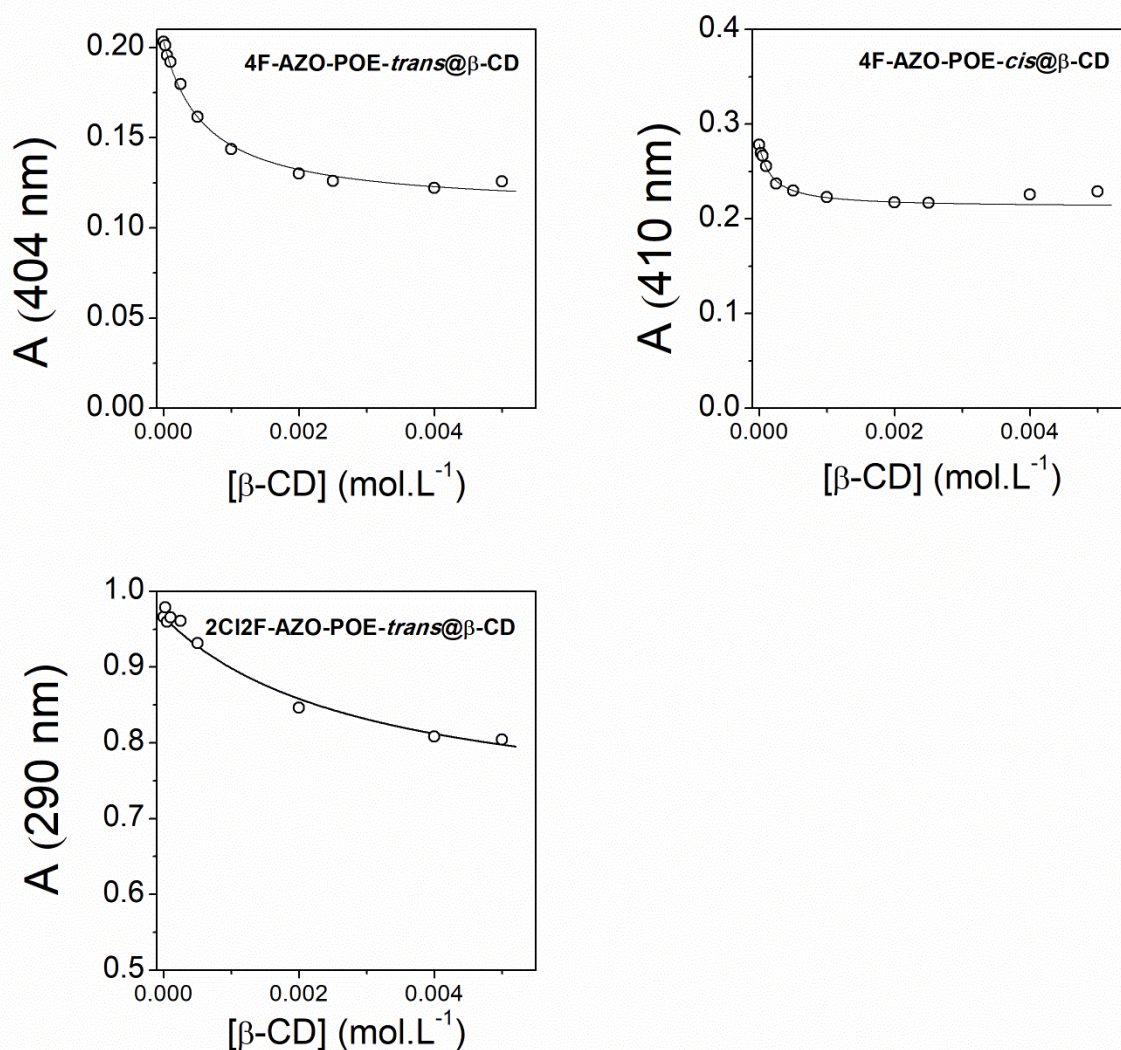 4F-AZO-POE-trans@β-CD
0.20
0.15
0.10
0.05
0.00
A (404 nm)
0.000 0.002 0.004
[β-CD] (mol.L⁻¹)
4F-AZO-POE-cis@β-CD
0.4
0.3
0.2
0.1
0.0
A (410 nm)
0.000 0.002 0.004
[β-CD] (mol.L⁻¹)
2Cl2F-AZO-POE-trans@β-CD
1.0
0.9
0.8
0.7
0.6
0.5
A (290 nm)
0.000 0.002 0.004
[β-CD] (mol.L⁻¹)